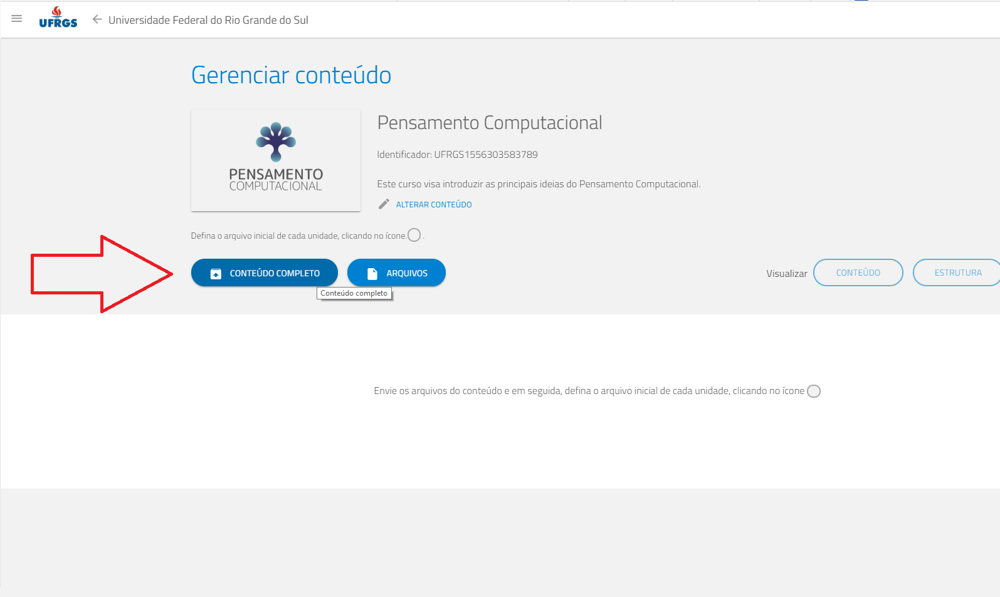 UFRGS
Universidade Federal do Rio Grande do Sul
Gerenciar conteúdo
PENSAMENTO
COMPUTACIONAL
Pensamento Computacional
Identificador: UFRGS1556303583789
Este curso visa introduzir as principais ideias do Pensamento Computacional.
ALTERAR CONTEÚDO
Defina o arquivo inicial de cada unidade, clicando no ícone.
.
CONTEÚDO COMPLETO
ARQUIVOS
Visualizar
CONTEÚDO
ESTRUTURA
Conteúdo completo
Envie os arquivos do conteúdo e em seguida, defina o arquivo inicial de cada unidade, clicando no ícone